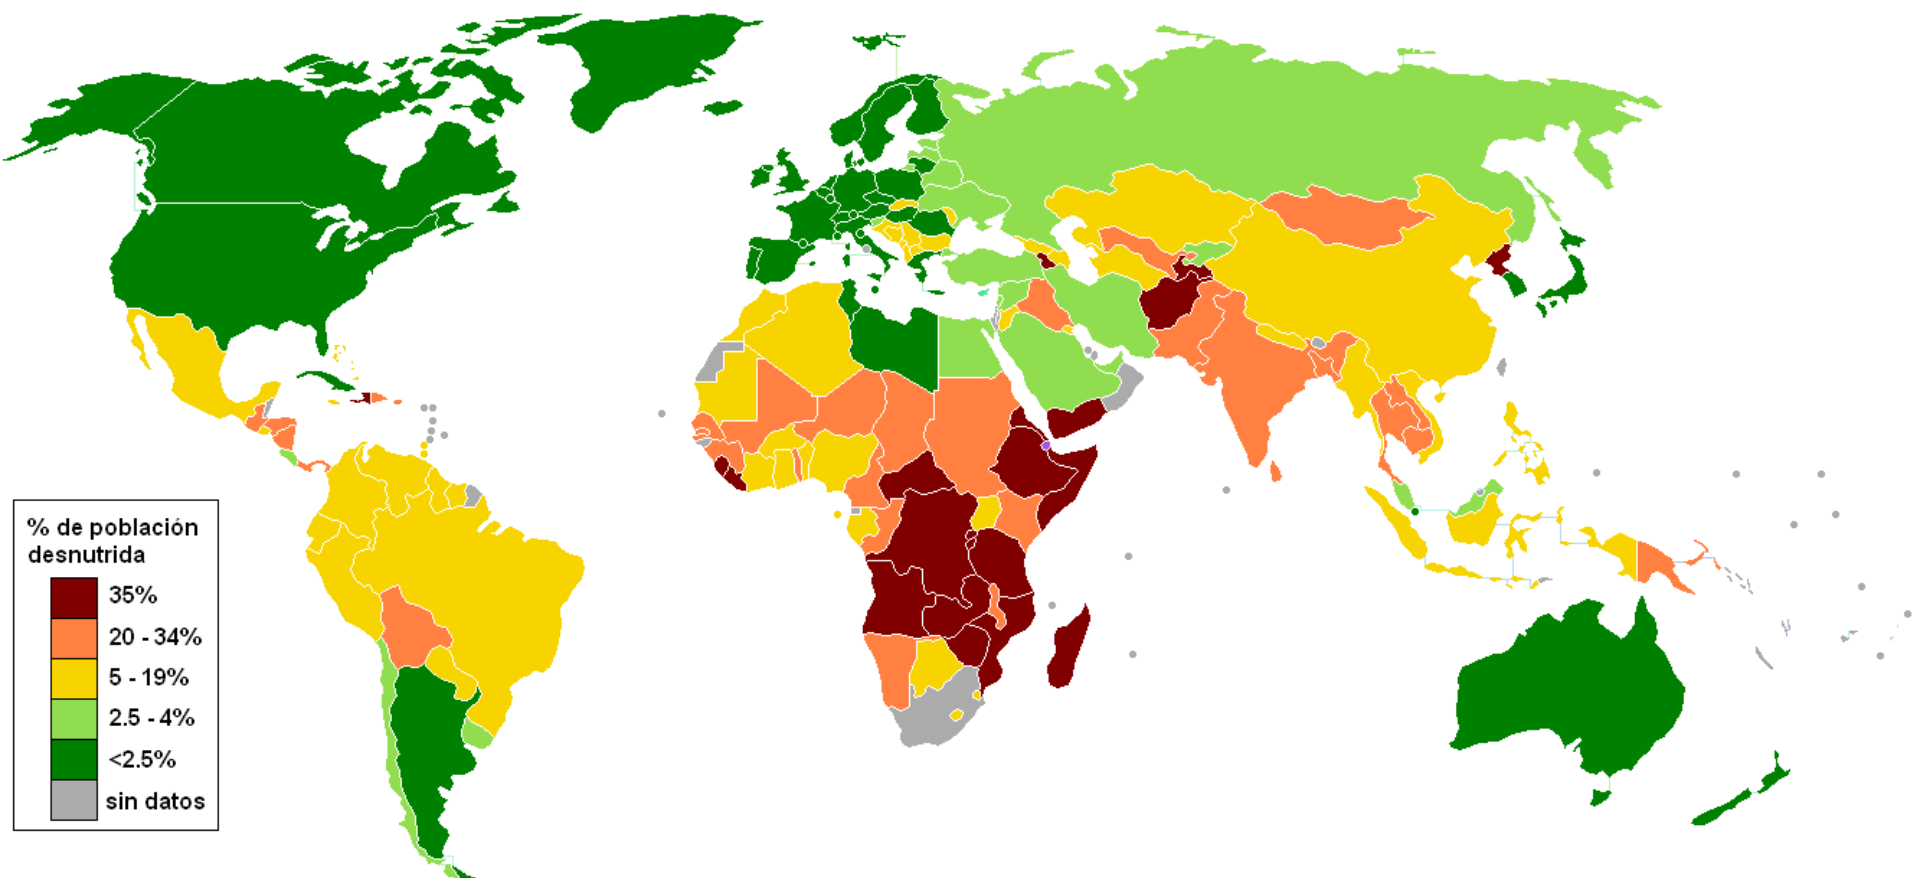 % de población
desnutrida
35%
20 - 34%
5 - 19%
2.5 - 4%
<2.5%
sin datos